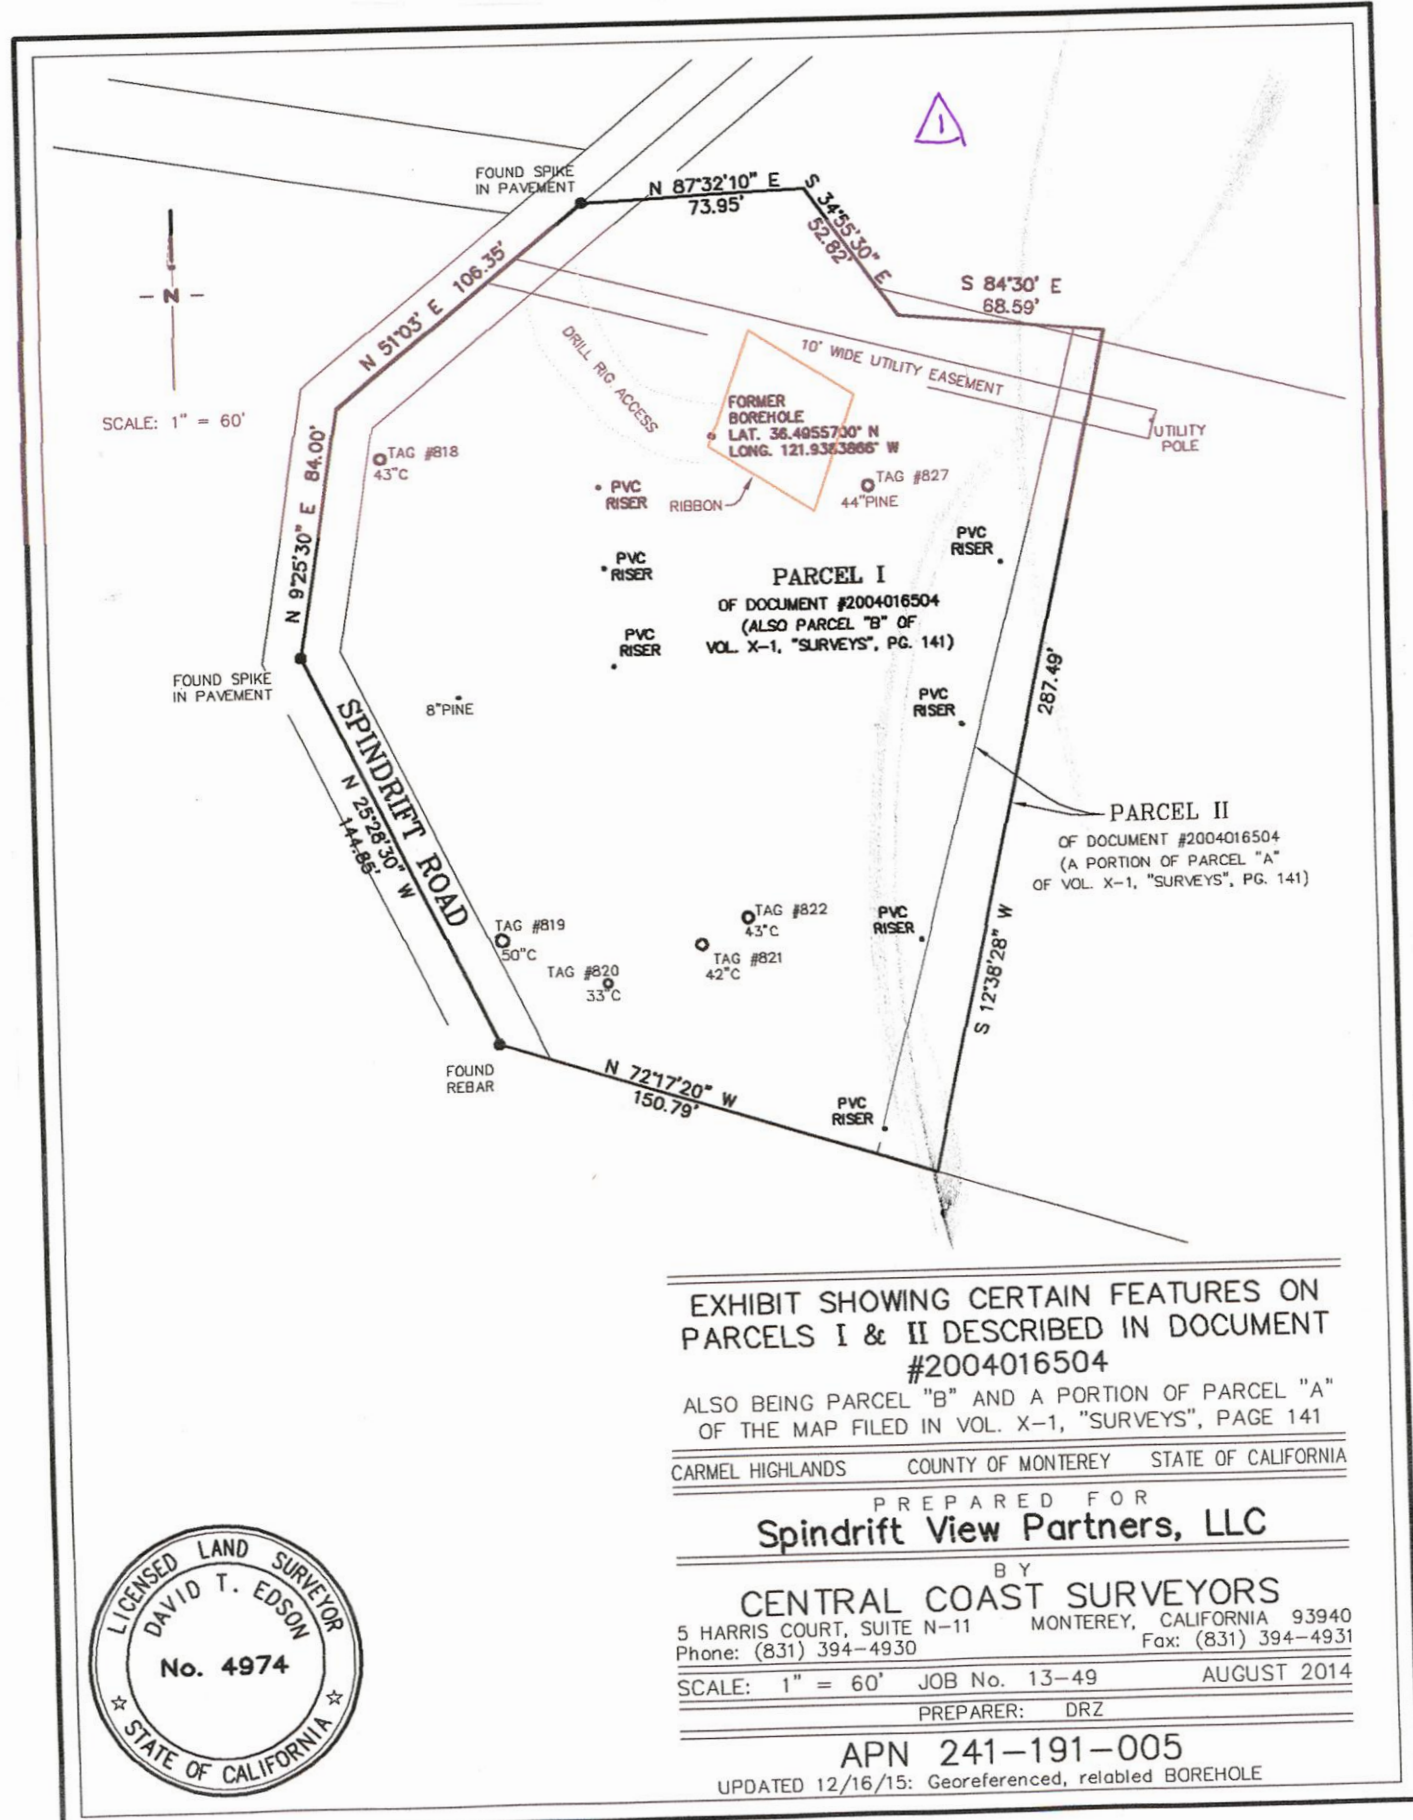 1
FOUND SPIKE
IN PAVEMENT
N 87°32'10" E
73.95'
S 34°55'30" E
52.82'
S 84°30' E
68.59'
N 51°03' E 106.35'
- N -
SCALE: 1" = 60'
DRILL RIG ACCESS
10' WIDE UTILITY EASEMENT
FORMER
BOREHOLE
LAT. 36.4955700° N
LONG. 121.9383866° W
UTILITY
POLE
TAG #818
43"C
N 9°25'30" E 84.00'
PVC
RISER
RIBBON
TAG #827
44"PINE
PVC
RISER
PVC
RISER
PARCEL I
OF DOCUMENT #2004016504
(ALSO PARCEL "B" OF
VOL. X-1, "SURVEYS", PG. 141)
PVC
RISER
FOUND SPIKE
IN PAVEMENT
8"PINE
PVC
RISER
287.49'
SPINDRIFT ROAD
N 25°28'30" W
144.86'
PARCEL II
OF DOCUMENT #2004016504
(A PORTION OF PARCEL "A"
OF VOL. X-1, "SURVEYS", PG. 141)
S 12°38'28" W
TAG #819
50"C
TAG #820
33"C
TAG #822
43"C
TAG #821
42"C
PVC
RISER
FOUND
REBAR
N 72°17'20" W
150.79'
PVC
RISER
EXHIBIT SHOWING CERTAIN FEATURES ON
PARCELS I & II DESCRIBED IN DOCUMENT
#2004016504
ALSO BEING PARCEL "B" AND A PORTION OF PARCEL "A"
OF THE MAP FILED IN VOL. X-1, "SURVEYS", PAGE 141
CARMEL HIGHLANDS COUNTY OF MONTEREY STATE OF CALIFORNIA
PREPARED FOR
Spindrift View Partners, LLC
BY
CENTRAL COAST SURVEYORS
5 HARRIS COURT, SUITE N-11 MONTEREY, CALIFORNIA 93940
Phone: (831) 394-4930 Fax: (831) 394-4931
SCALE: 1" = 60' JOB No. 13-49 AUGUST 2014
PREPARER: DRZ
APN 241-191-005
UPDATED 12/16/15: Georeferenced, relabled BOREHOLE
LICENSED LAND SURVEYOR
DAVID T. EDSON
No. 4974
STATE OF CALIFORNIA